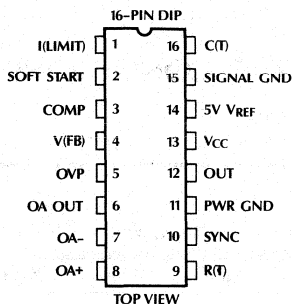 16-PIN DIP
I(LIMIT) 1 16 C(T)
SOFT START 2 15 SIGNAL GND
COMP 3 14 5V VREF
V(FB) 4 13 VCC
OVP 5 12 OUT
OA OUT 6 11 PWR GND
OA- 7 10 SYNC
OA+ 8 9 R(T)
TOP VIEW